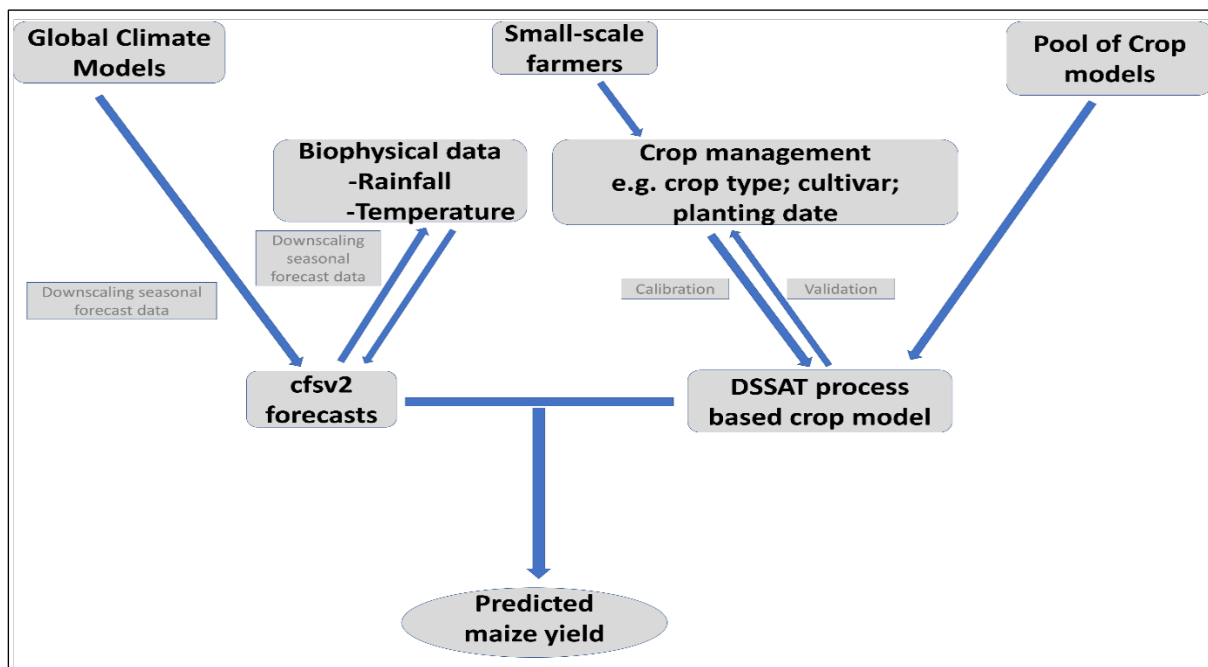 Global Climate
Models
Small-scale
farmers
Pool of Crop
models
Biophysical data
-Rainfall
-Temperature
Crop management
e.g. crop type; cultivar;
planting date
Downscaling
seasonal
forecast data
Downscaling seasonal
forecast data
Calibration
Validation
cfsv2
forecasts
DSSAT process
based crop model
Predicted
maize yield